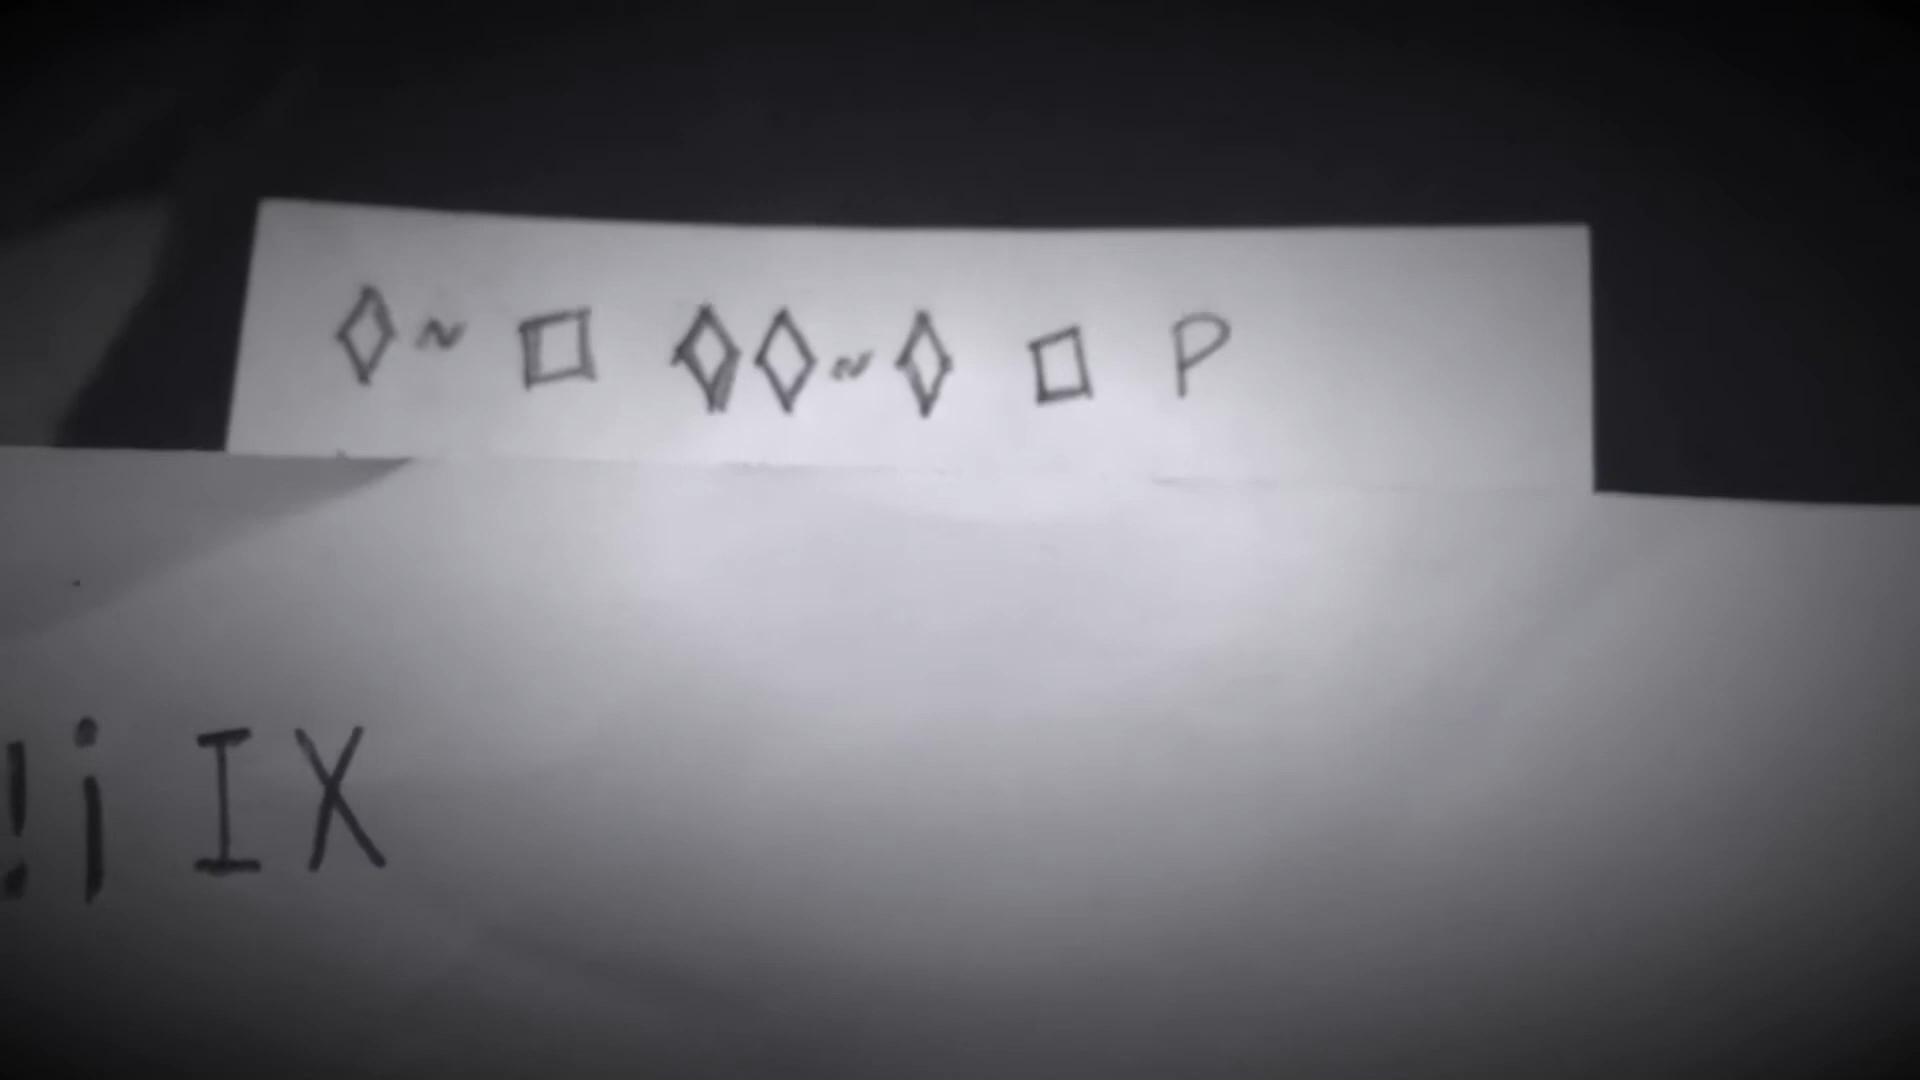 ◇~ □ ◇◇~◇ □ P
!¡ IX